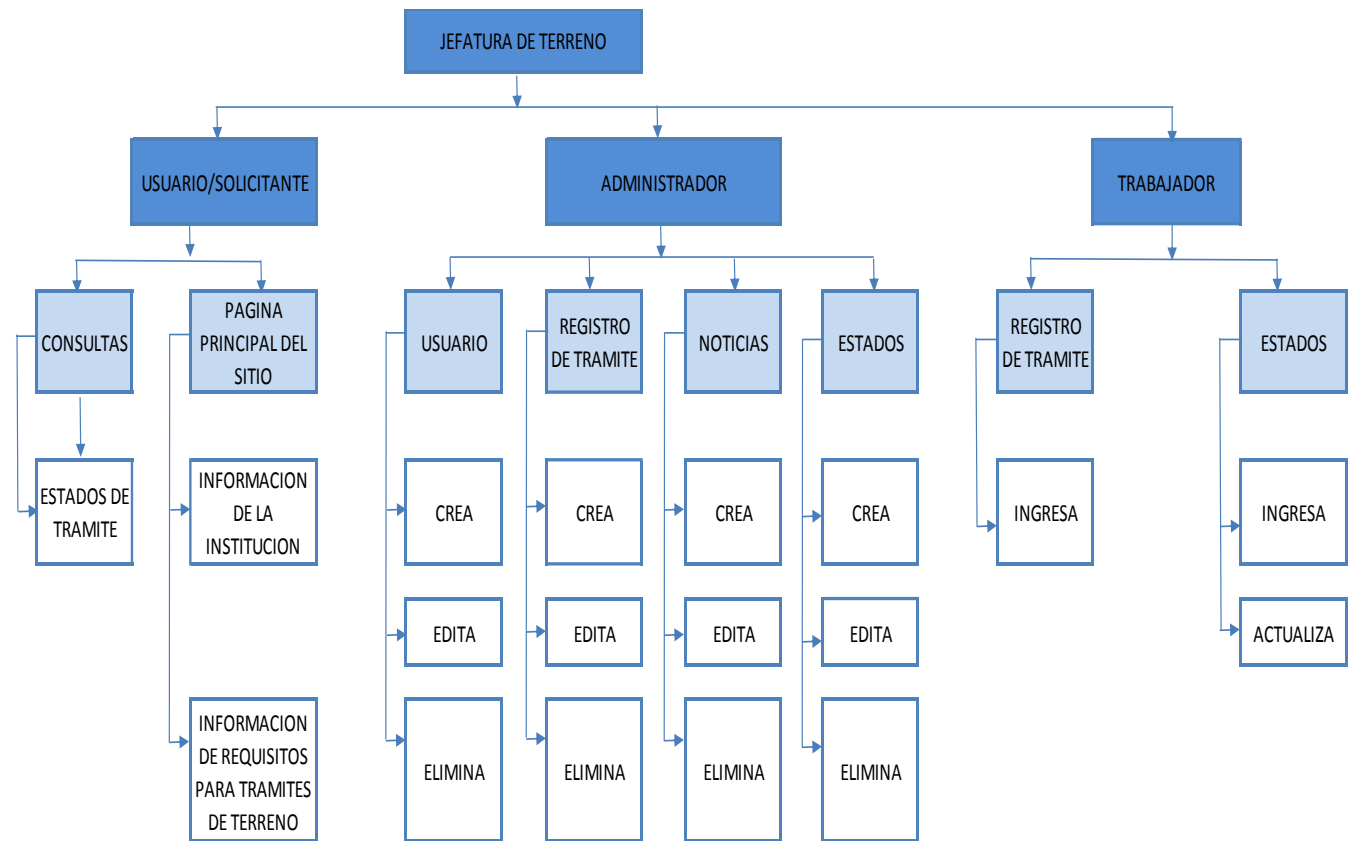 JEFATURA DE TERRENO
USUARIO/SOLICITANTE
ADMINISTRADOR
TRABAJADOR
CONSULTAS
PAGINA
PRINCIPAL DEL
SITIO
USUARIO
REGISTRO
DE TRAMITE
NOTICIAS
ESTADOS
REGISTRO
DE TRAMITE
ESTADOS
ESTADOS DE
TRAMITE
INFORMACION
DE LA
INSTITUCION
CREA
CREA
CREA
CREA
INGRESA
INGRESA
EDITA
EDITA
EDITA
EDITA
ACTUALIZA
INFORMACION
DE REQUISITOS
PARA TRAMITES
DE TERRENO
ELIMINA
ELIMINA
ELIMINA
ELIMINA